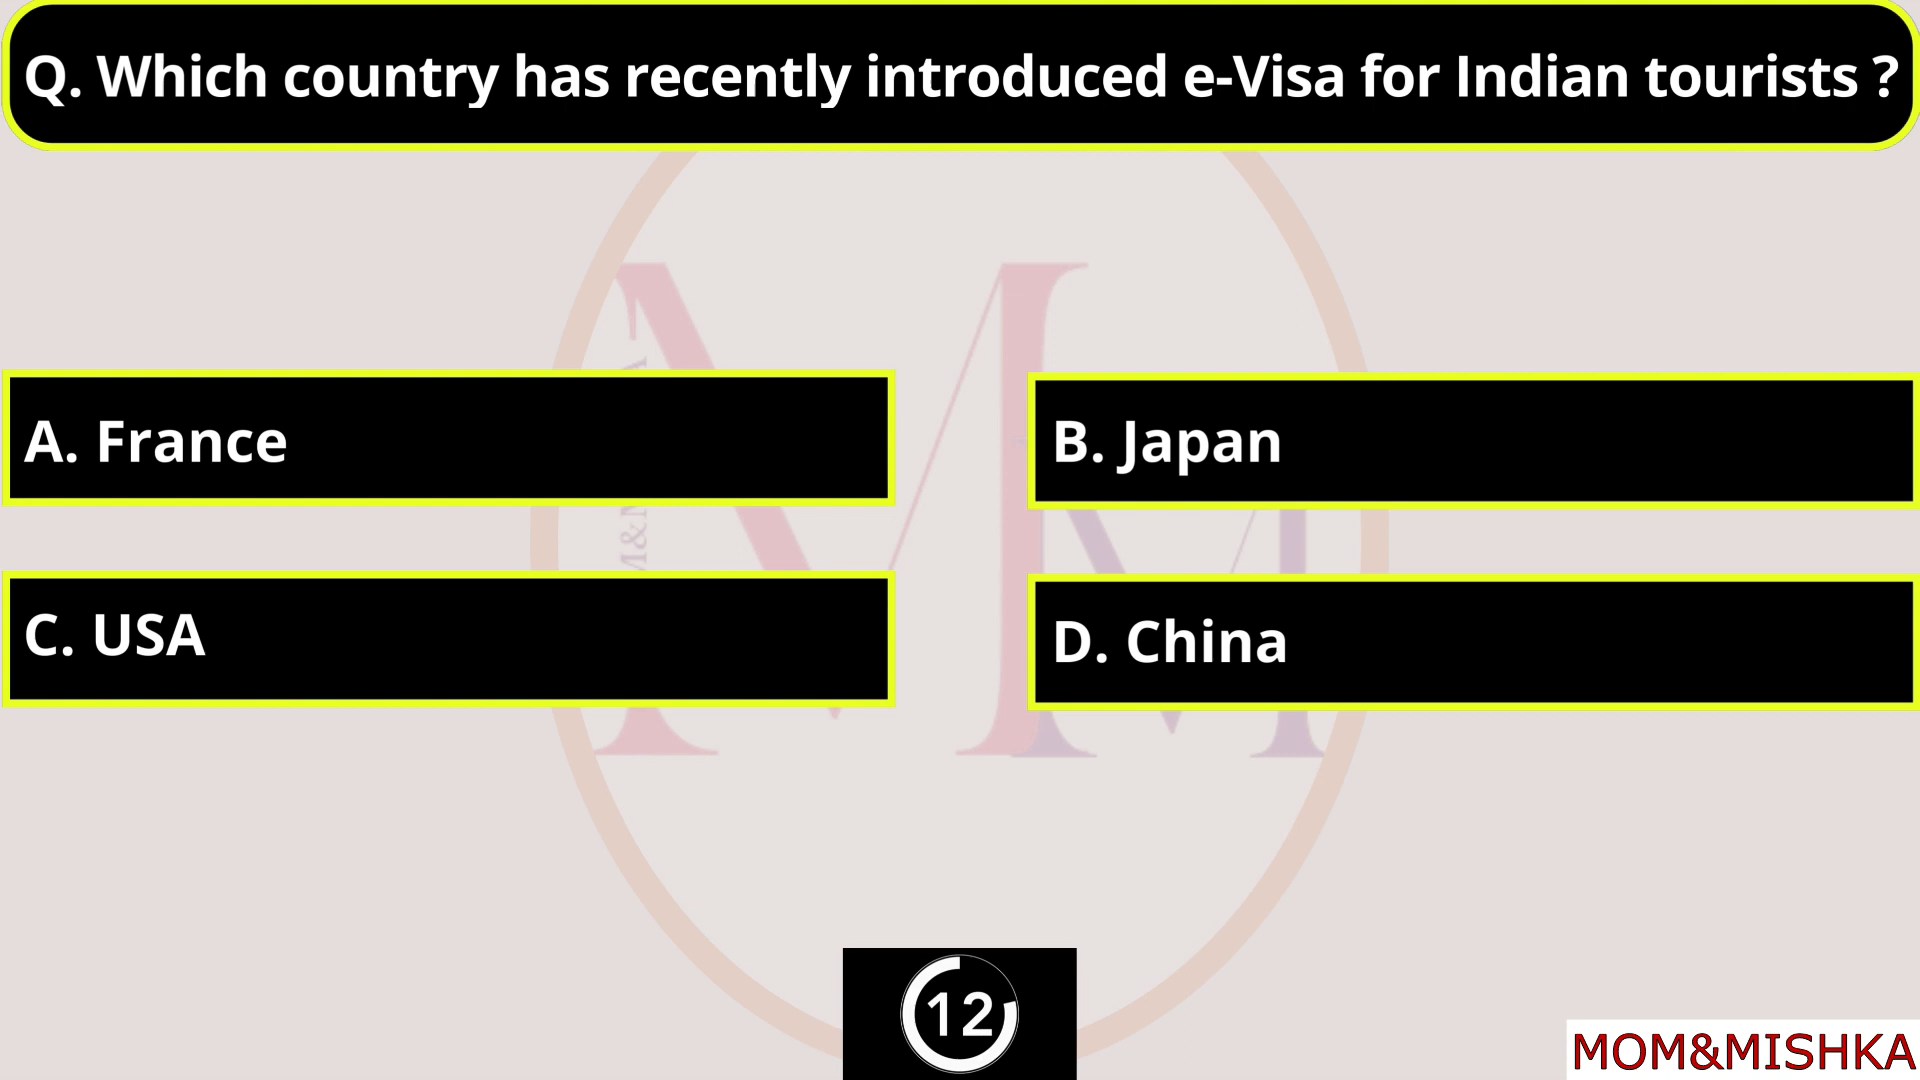 Q. Which country has recently introduced e-Visa for Indian tourists ?
A. France
B. Japan
C. USA
D. China
12
MOM&MISHKA